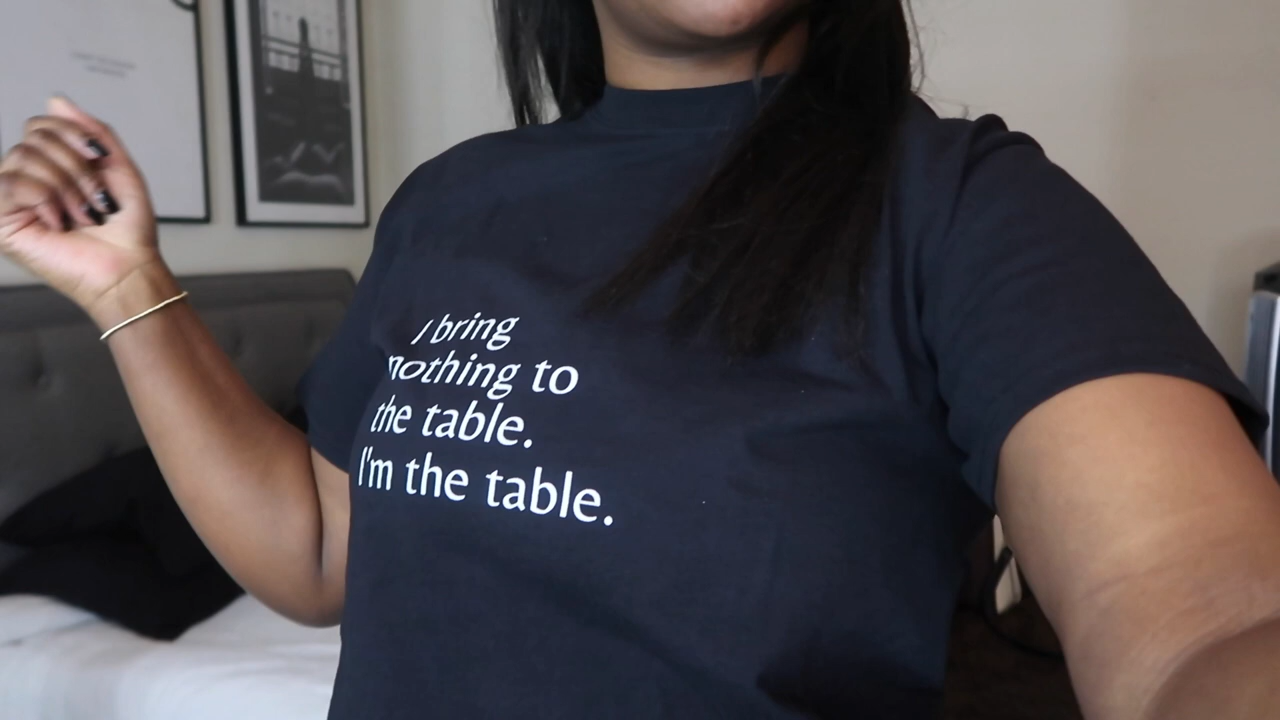 I bring
nothing to
the table.
I'm the table.